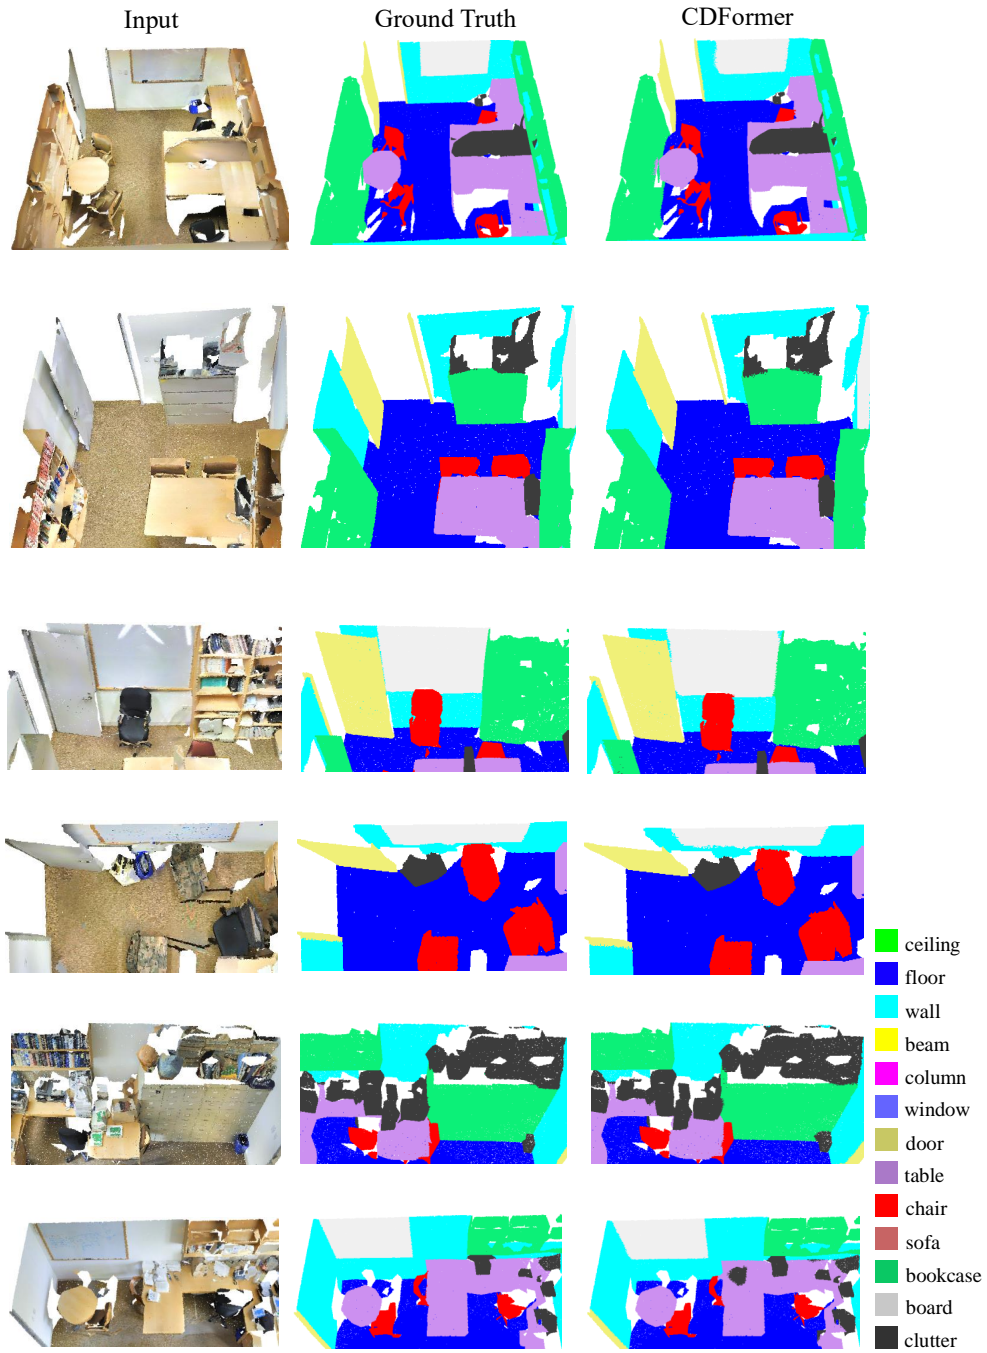 Input
Ground Truth
CDFormer
ceiling
floor
wall
beam
column
window
door
table
chair
sofa
bookcase
board
clutter